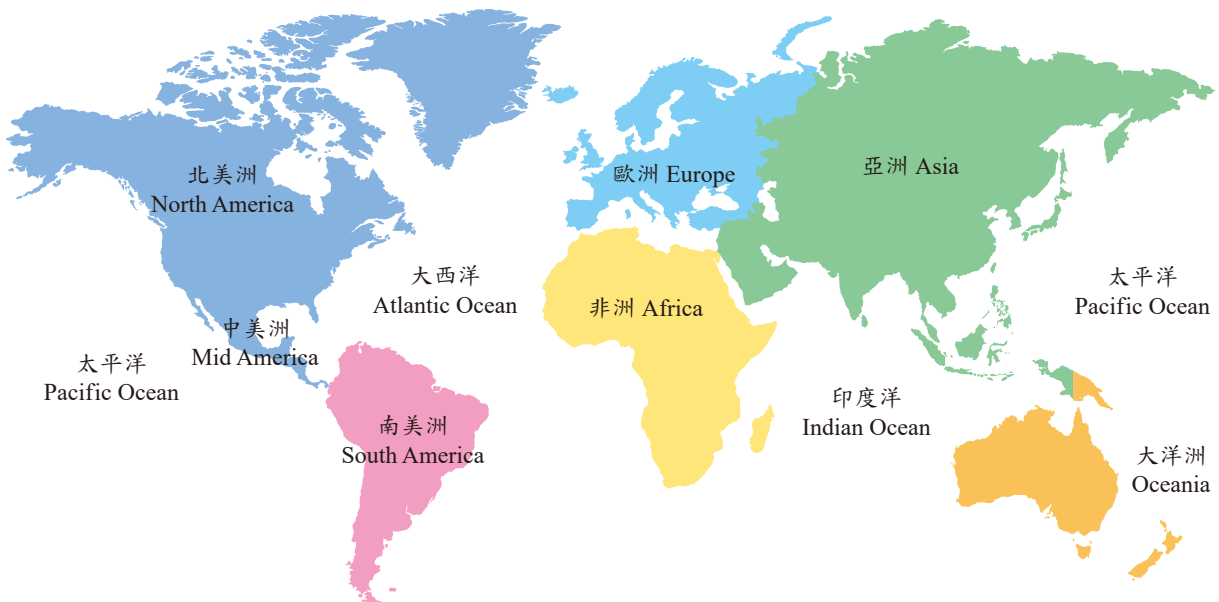 北美洲
North America
歐洲 Europe
亞洲 Asia
大西洋
Atlantic Ocean
太平洋
Pacific Ocean
非洲 Africa
中美洲
Mid America
太平洋
Pacific Ocean
印度洋
Indian Ocean
南美洲
South America
大洋洲
Oceania